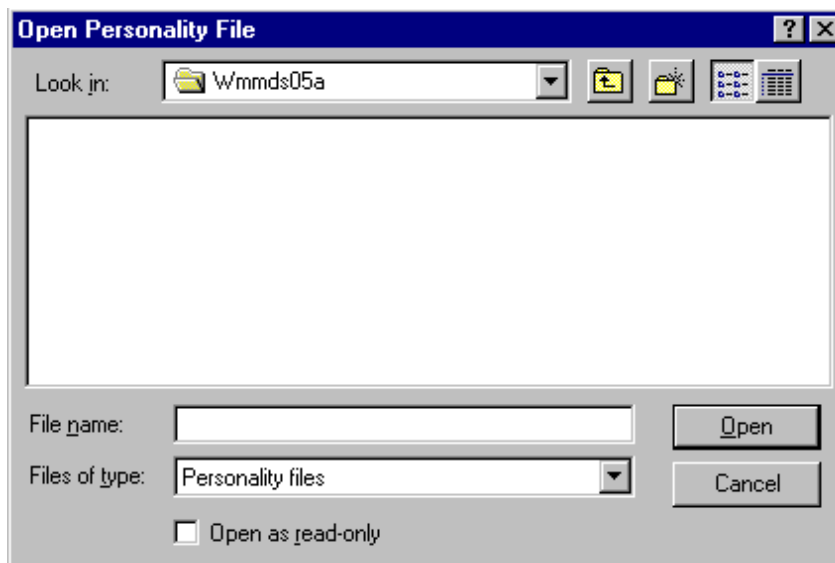 Open Personality File
Look in: Wmmds05a
File name: Open
Files of type: Personality files Cancel
Open as read-only